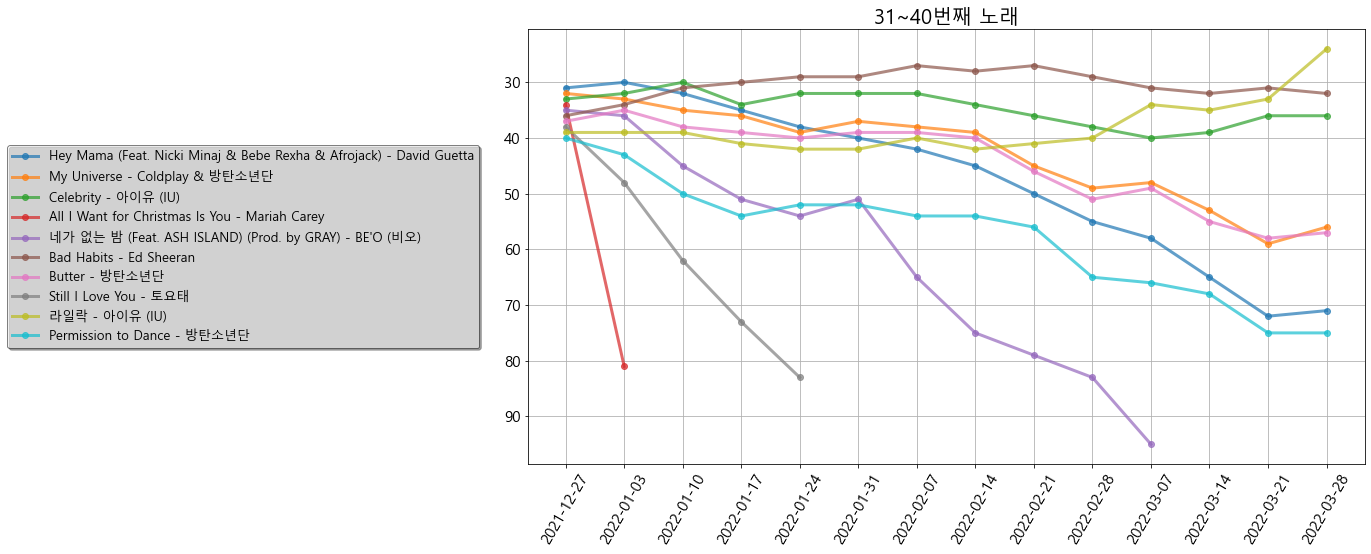 31~40번째 노래
Hey Mama (Feat. Nicki Minaj & Bebe Rexha & Afrojack) - David Guetta
My Universe - Coldplay & 방탄소년단
Celebrity - 아이유 (IU)
All I Want for Christmas Is You - Mariah Carey
네가 없는 밤 (Feat. ASH ISLAND) (Prod. by GRAY) - BE'O (비오)
Bad Habits - Ed Sheeran
Butter - 방탄소년단
Still I Love You - 토요태
라일락 - 아이유 (IU)
Permission to Dance - 방탄소년단
30
40
50
60
70
80
90
2021-12-27
2022-01-03
2022-01-10
2022-01-17
2022-01-24
2022-01-31
2022-02-07
2022-02-14
2022-02-21
2022-02-28
2022-03-07
2022-03-14
2022-03-21
2022-03-28